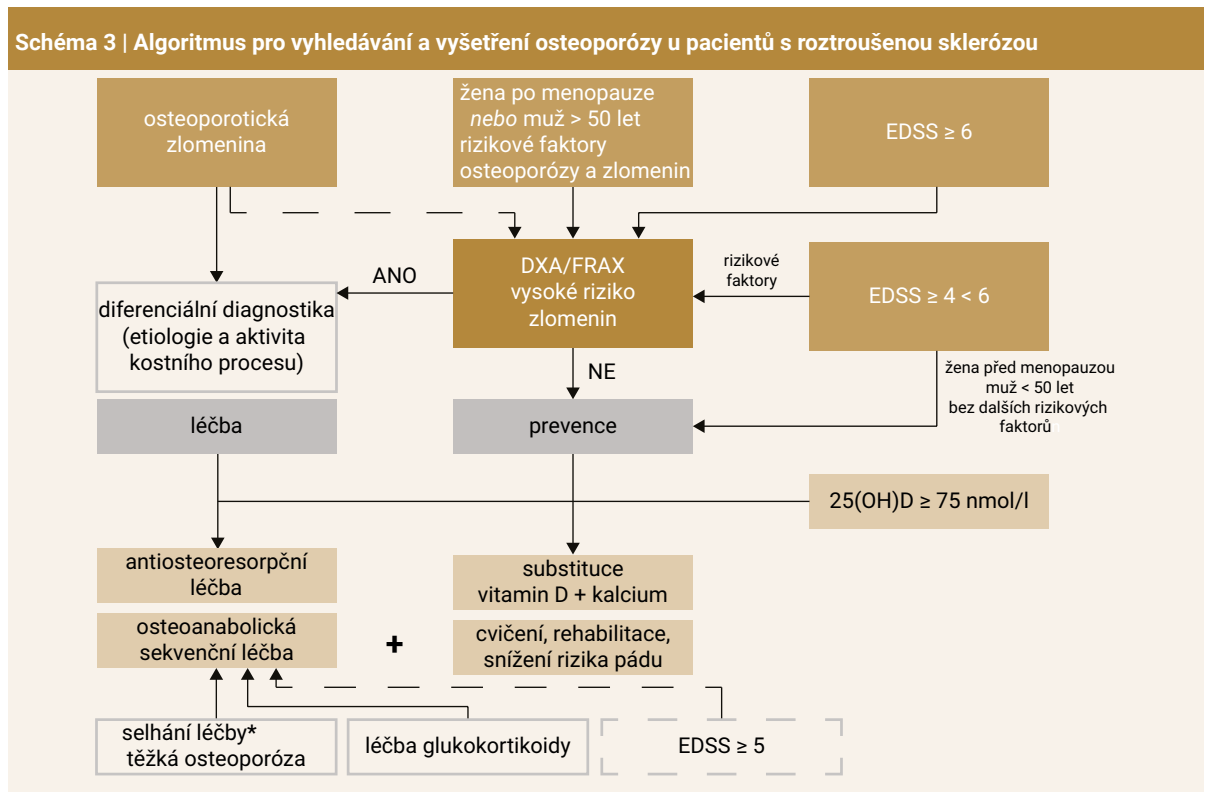 Schéma 3 | Algoritmus pro vyhledávání a vyšetření osteoporózy u pacientů s roztroušenou sklerózou
osteoporotická
zlomenina
žena po menopauze
nebo muž > 50 let
rizikové faktory
osteoporózy a zlomenin
EDSS ≥ 6
DXA/FRAX
vysoké riziko
zlomenin
ANO
rizikové
faktory
EDSS ≥ 4 < 6
diferenciální diagnostika
(etiologie a aktivita
kostního procesu)
NE
žena před menopauzou
muž < 50 let
bez dalších rizikových
faktorů
léčba
prevence
25(OH)D ≥ 75 nmol/l
antiosteoresorpční
léčba
substituce
vitamin D + kalcium
osteoanabolická
sekvenční léčba
+
cvičení, rehabilitace,
snížení rizika pádu
selhání léčby*
těžká osteoporóza
léčba glukokortikoidy
EDSS ≥ 5